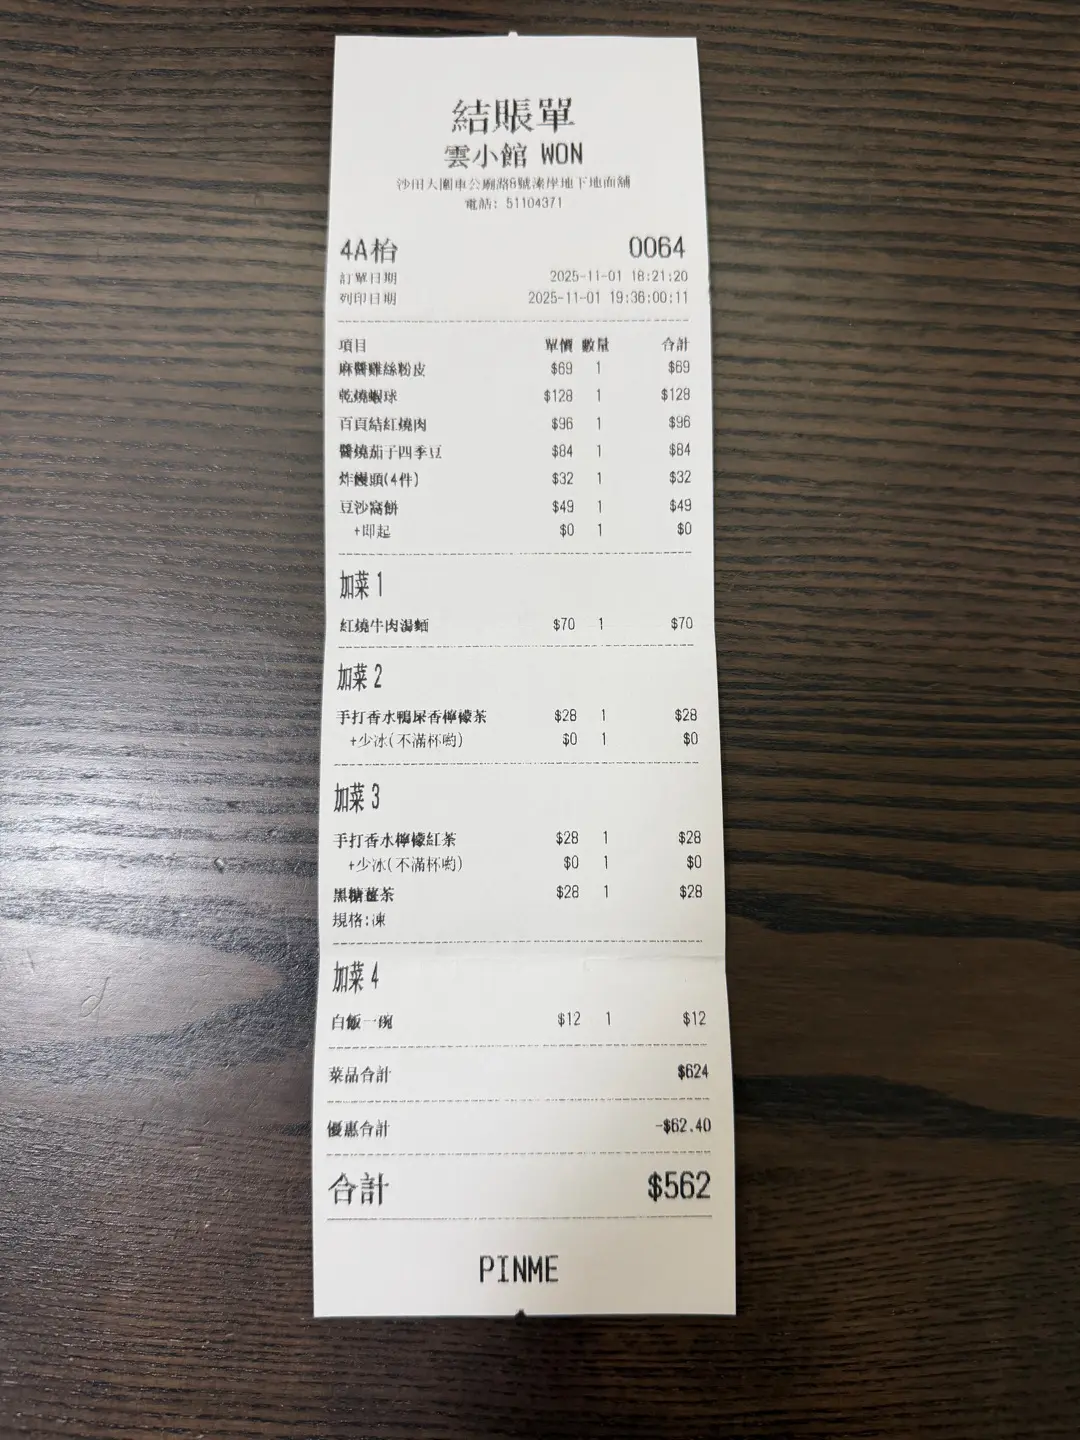 結賬單
雲小館 WON
沙田大圍車公廟路8號溱岸地下地面舖
電話: 51104371
4A枱 0064
訂單日期 2025-11-01 18:21:20
列印日期 2025-11-01 19:36:00:11
項目 單價 數量 合計
麻醬雞絲粉皮 $69 1 $69
乾燒蝦球 $128 1 $128
百頁結紅燒肉 $96 1 $96
醬燒茄子四季豆 $84 1 $84
炸饅頭(4件) $32 1 $32
豆沙窩餅 $49 1 $49
+即起 $0 1 $0
加菜 1
紅燒牛肉湯麵 $70 1 $70
加菜 2
手打香水鴨屎香檸檬茶 $28 1 $28
+少冰(不滿杯喲) $0 1 $0
加菜 3
手打香水檸檬紅茶 $28 1 $28
+少冰(不滿杯喲) $0 1 $0
黑糖薑茶 $28 1 $28
規格:凍
加菜 4
白飯一碗 $12 1 $12
菜品合計 $624
優惠合計 -$62.40
合計 $562
PINME